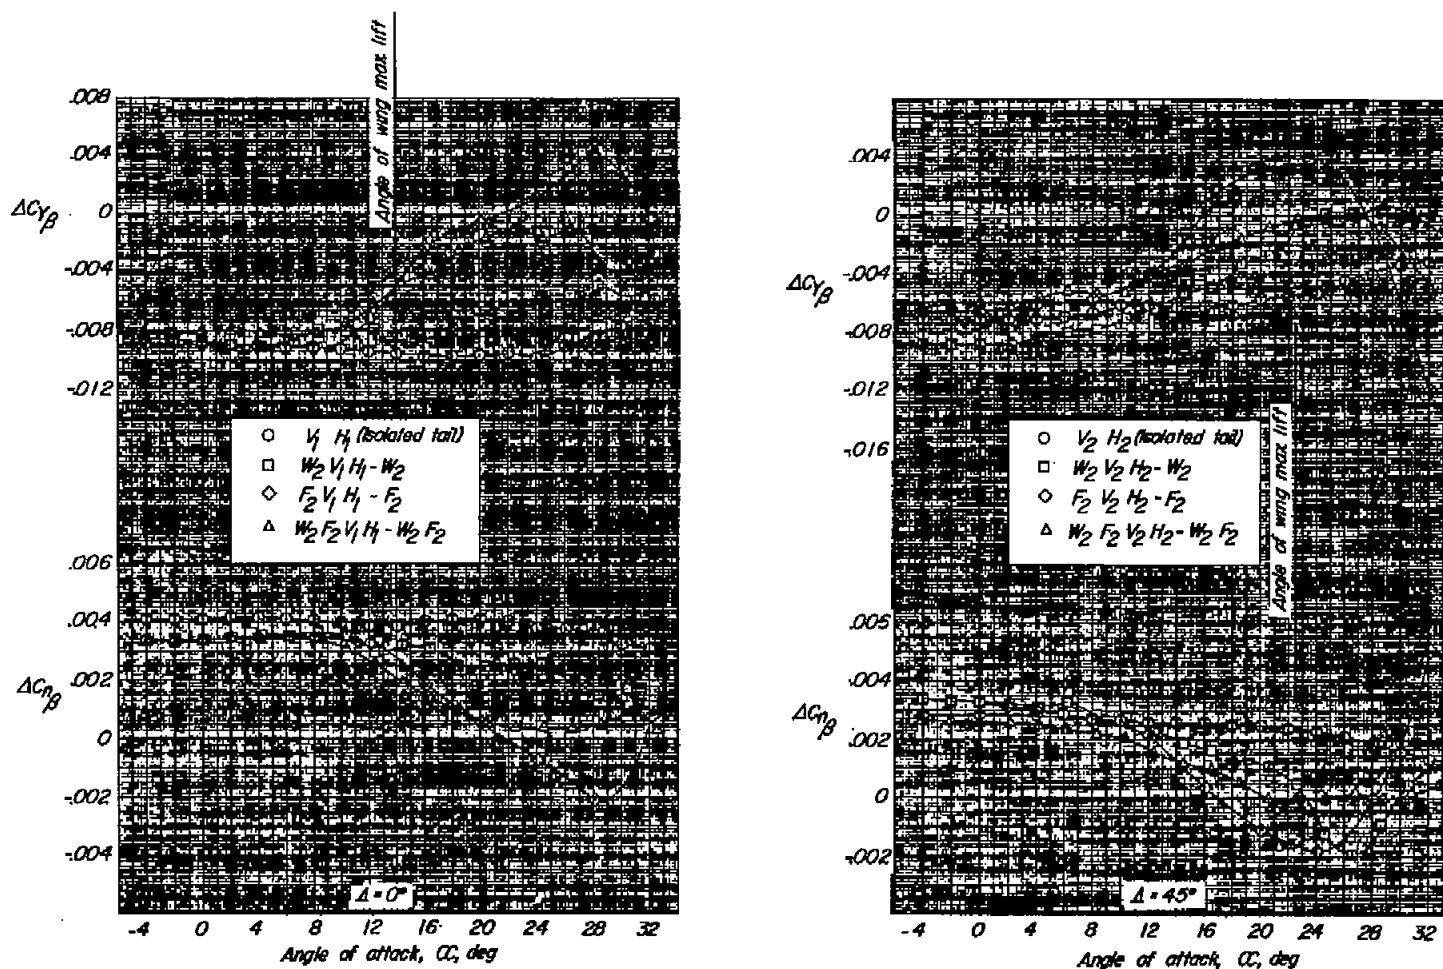 Angle of wing max lift
.008
.004
0
-.004
-.008
-.012
ΔCYβ
○ V1 H1 (Isolated tail)
□ W2 V1 H1 - W2
◇ F2 V1 H1 - F2
△ W2 F2 V1 H1 - W2 F2
.006
.004
.002
0
-.002
-.004
ΔCnβ
Λ = 0°
-4 0 4 8 12 16 20 24 28 32
Angle of attack, α, deg
.004
0
-.004
-.008
-.012
-.016
ΔCYβ
○ V2 H2 (Isolated tail)
□ W2 V2 H2 - W2
◇ F2 V2 H2 - F2
△ W2 F2 V2 H2 - W2 F2
Angle of wing max lift
.005
.004
.002
0
-.002
ΔCnβ
Λ = 45°
-4 0 4 8 12 16 20 24 28 32
Angle of attack, α, deg